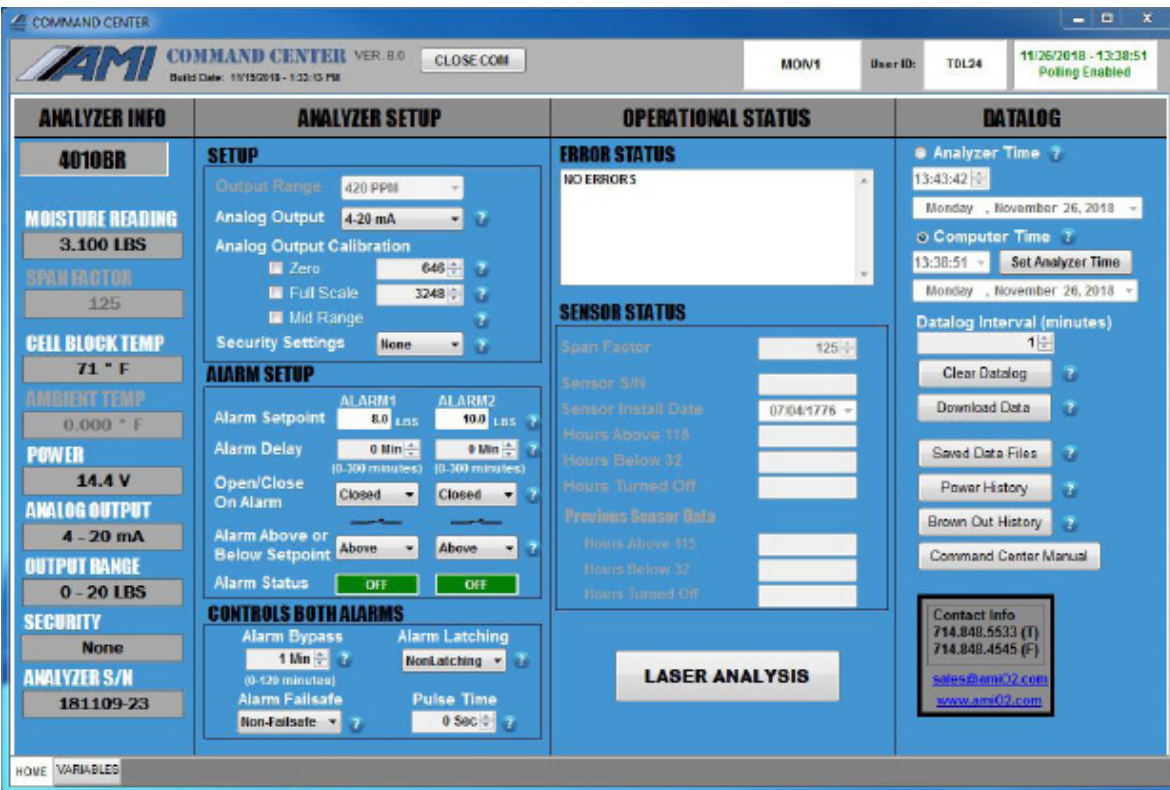 COMMAND CENTER
AMI COMMAND CENTER VER. 8.0
Build Date: 11/15/2018 - 1:33:13 PM
CLOSE COM
MON/1
User ID:
TDL24
11/26/2018 - 13:38:51
Polling Enabled
ANALYZER INFO
4010BR
MOISTURE READING
3.100 LBS
SPAN FACTOR
125
CELL BLOCK TEMP
71 ° F
AMBIENT TEMP
0.000 ° F
POWER
14.4 V
ANALOG OUTPUT
4 - 20 mA
OUTPUT RANGE
0 - 20 LBS
SECURITY
None
ANALYZER S/N
181109-23
ANALYZER SETUP
SETUP
Output Range 420 PPM
Analog Output 4-20 mA ?
Analog Output Calibration
Zero 646 ?
Full Scale 3248 ?
Mid Range ?
Security Settings None ?
ALARM SETUP
ALARM1 ALARM2
Alarm Setpoint 8.0 LBS 10.0 LBS ?
Alarm Delay 0 Min 0 Min ?
(0-300 minutes) (0-300 minutes)
Open/Close
On Alarm Closed Closed ?
Alarm Above or
Below Setpoint Above Above ?
Alarm Status OFF OFF
CONTROLS BOTH ALARMS
Alarm Bypass Alarm Latching
1 Min ? NonLatching ?
(0-120 minutes)
Alarm Failsafe Pulse Time
Non-Failsafe ? 0 Sec ?
OPERATIONAL STATUS
ERROR STATUS
NO ERRORS
SENSOR STATUS
Span Factor 125
Sensor S/N
Sensor Install Date 07/04/1776
Hours Above 115
Hours Below 32
Hours Turned Off
Previous Sensor Data
Hours Above 115
Hours Below 32
Hours Turned Off
LASER ANALYSIS
DATALOG
Analyzer Time ?
13:43:42
Monday , November 26, 2018
Computer Time ?
13:38:51 Set Analyzer Time
Monday , November 26, 2018
Datalog Interval (minutes)
1
Clear Datalog ?
Download Data ?
Saved Data Files ?
Power History ?
Brown Out History ?
Command Center Manual
Contact Info
714.848.5533 (T)
714.848.4545 (F)
sales@amiO2.com
www.amiO2.com
HOME VARIABLES